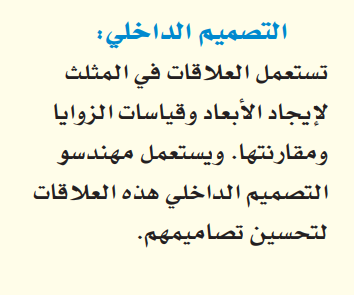 التصميم الداخلي:
تستعمل العلاقات في المثلث
لإيجاد الأبعاد وقياسات الزوايا
ومقارنتها. ويستعمل مهندسو
التصميم الداخلي هذه العلاقات
لتحسين تصاميمهم.